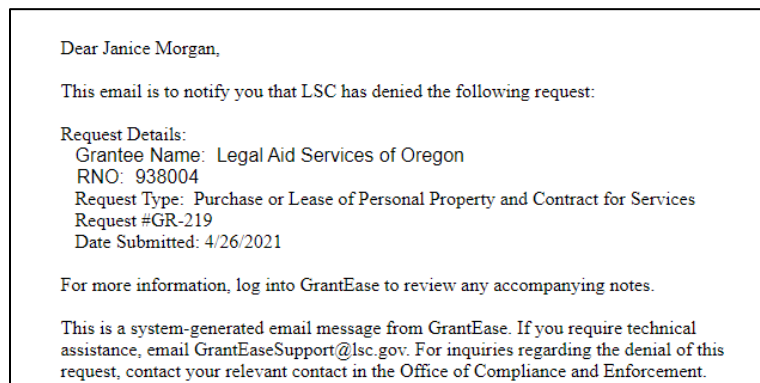 Dear Janice Morgan,
This email is to notify you that LSC has denied the following request:
Request Details:
Grantee Name: Legal Aid Services of Oregon
RNO: 938004
Request Type: Purchase or Lease of Personal Property and Contract for Services
Request #GR-219
Date Submitted: 4/26/2021
For more information, log into GrantEase to review any accompanying notes.
This is a system-generated email message from GrantEase. If you require technical
assistance, email GrantEaseSupport@lsc.gov. For inquiries regarding the denial of this
request, contact your relevant contact in the Office of Compliance and Enforcement.